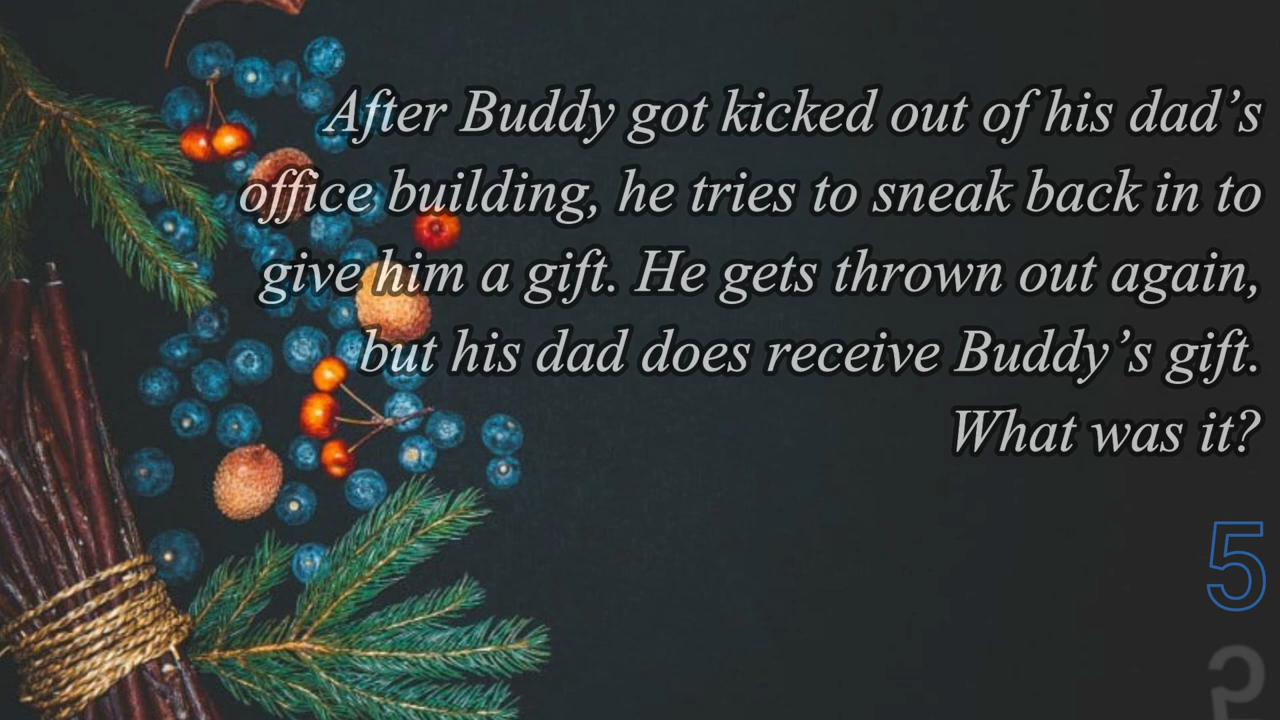 After Buddy got kicked out of his dad’s
office building, he tries to sneak back in to
give him a gift. He gets thrown out again,
but his dad does receive Buddy’s gift.
What was it?
5